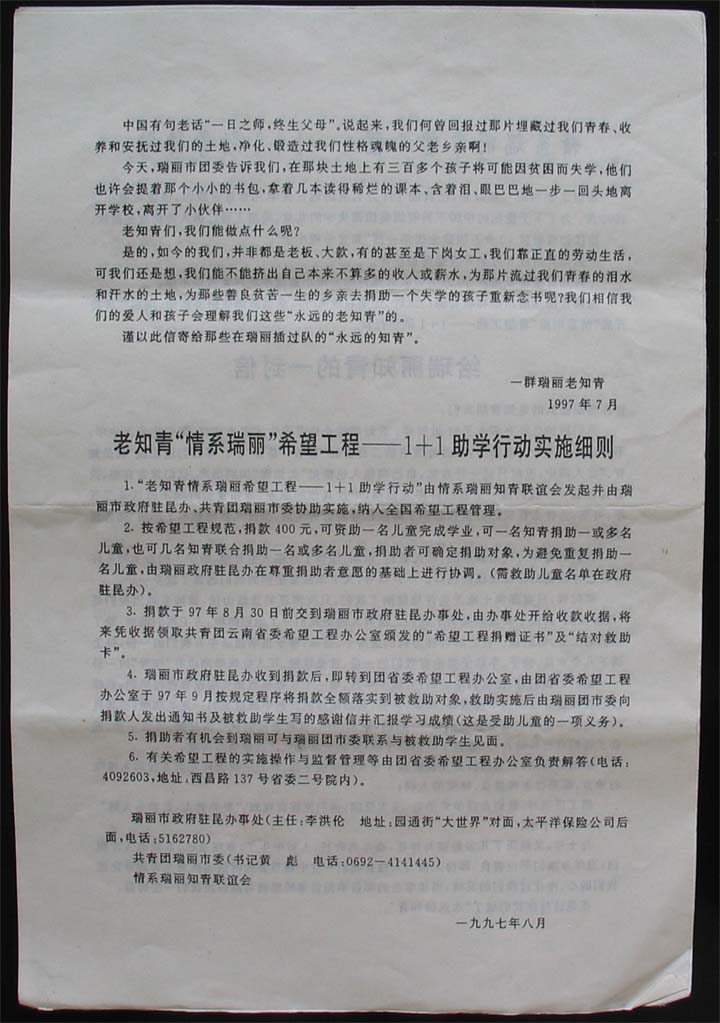 中国有句老话“一日之师，终生父母”。说起来，我们何曾回报过那片埋藏过我们青春、收
养和安抚过我们的土地，净化、锻造过我们性格魂魄的父老乡亲啊！
今天，瑞丽市团委告诉我们，在那块土地上有三百多个孩子将可能因贫困而失学，他们
也许会提着那个小小的书包，拿着几本读得稀烂的课本、含着泪、眼巴巴地一步一回头地离
开学校，离开了小伙伴……
老知青们，我们能做点什么呢？
是的，如今的我们，并非都是老板、大款，有的甚至是下岗女工，我们靠正直的劳动生活，
可我们还是想，我们能不能挤出自己本来不算多的收入或薪水，为那片流过我们青春的泪水
和汗水的土地，为那些善良贫苦一生的乡亲去捐助一个失学的孩子重新念书呢？我们相信我
们的爱人和孩子会理解我们这些“永远的老知青”的。
谨以此信寄给那些在瑞丽插过队的“永远的知青”。
一群瑞丽老知青
1997年7月
给瑞丽知青的一封信
老知青“情系瑞丽”希望工程——1+1助学行动实施细则
1.“老知青情系瑞丽希望工程——1+1助学行动”由情系瑞丽知青联谊会发起并由瑞
丽市政府驻昆办、共青团瑞丽市委协助实施，纳入全国希望工程管理。
2. 按希望工程规范，捐款400元，可资助一名儿童完成学业，可一名知青捐助一或多名
儿童，也可几名知青联合捐助一名或多名儿童，捐助者可确定捐助对象，为避免重复捐助一
名儿童，由瑞丽政府驻昆办在尊重捐助者意愿的基础上进行协调。（需救助儿童名单在政府
驻昆办）。
3. 捐款于97年8月30日前交到瑞丽市政府驻昆办事处，由办事处开给收款收据，将
来凭收据领取共青团云南省委希望工程办公室颁发的“希望工程捐赠证书”及“结对救助
卡”。
4. 瑞丽市政府驻昆办收到捐款后，即转到团省委希望工程办公室，由团省委希望工程
办公室于97年9月按规定程序将捐款全额落实到被救助对象，救助实施后由瑞丽团市委向
捐款人发出通知书及被救助学生写的感谢信并汇报学习成绩（这是受助儿童的一项义务）。
5. 捐助者有机会到瑞丽可与瑞丽团市委联系与被救助学生见面。
6. 有关希望工程的实施操作与监督管理等由团省委希望工程办公室负责解答（电话：
4092603，地址：西昌路137号省委二号院内）。
瑞丽市政府驻昆办事处（主任：李洪伦 地址：园通街“大世界”对面，太平洋保险公司后
面，电话：5162780）
共青团瑞丽市委（书记黄 彪 电话：0692—4141445）
情系瑞丽知青联谊会
一九九七年八月